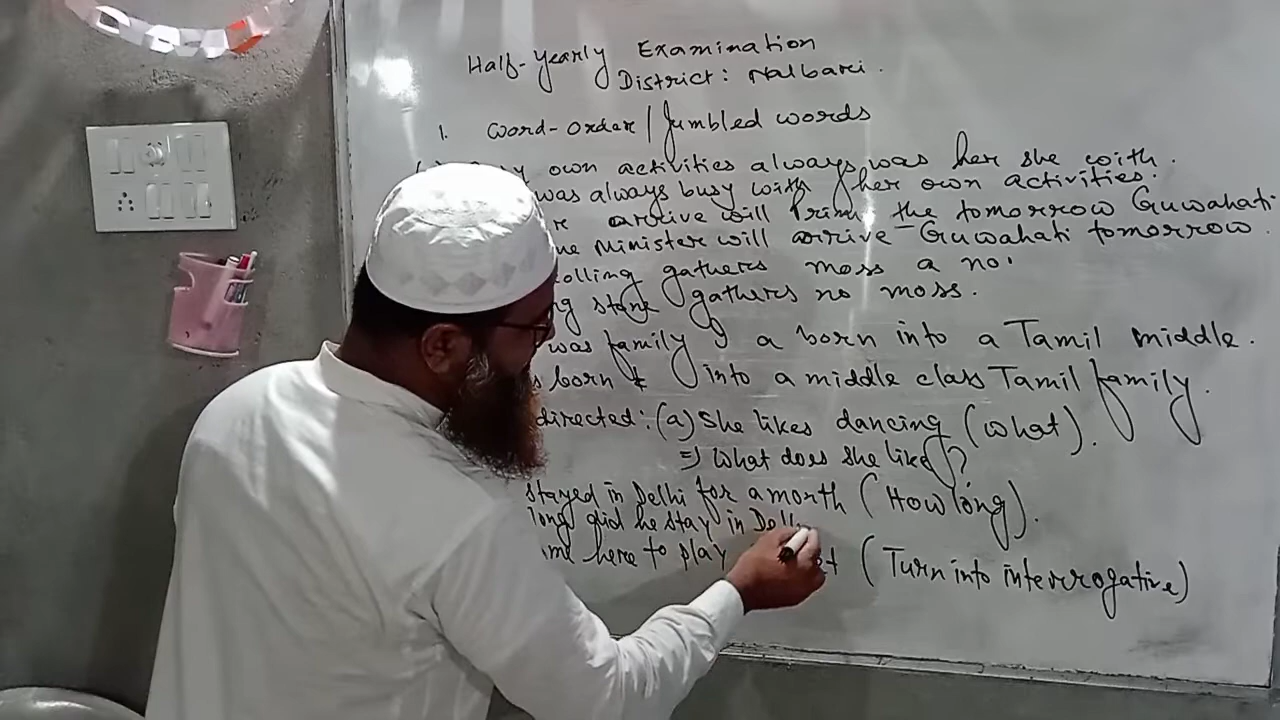 Half-Yearly Examination
District: Nalbari.
1. Word-Order / Jumbled words
own activities always was her she with.
was always busy with her own activities.
arrive will Prime the tomorrow Guwahati.
Minister will arrive Guwahati tomorrow.
olling gathers moss a no.
g stone gathers no moss.
was family I a born into a Tamil middle.
s born into a middle class Tamil family.
directed: (a) She likes dancing (What).
=> What does she like?
stayed in Delhi for a month (How long).
long did he stay in Delh
me here to play (Turn into interrogative)